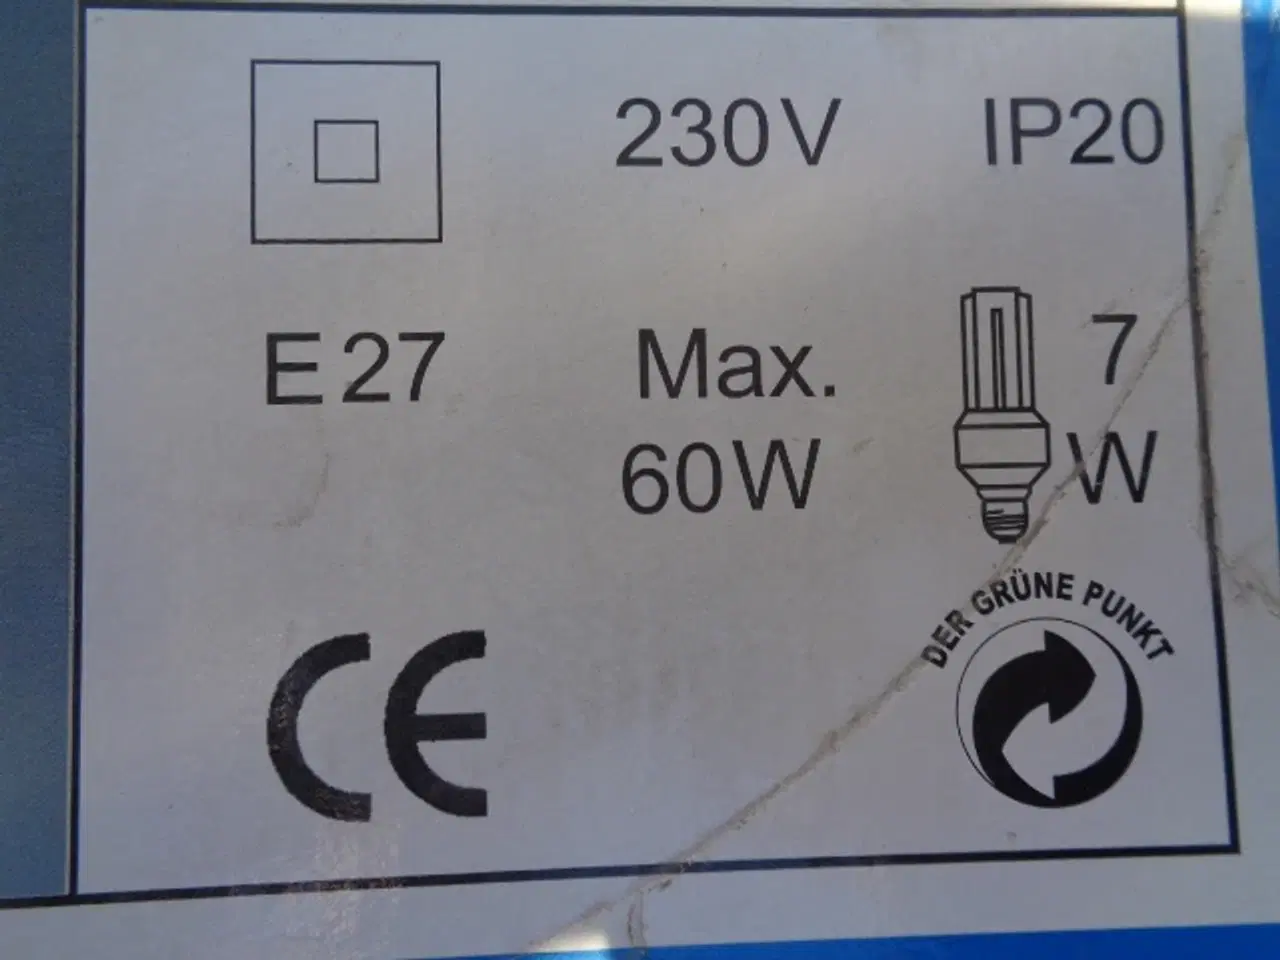 230V IP20
E27 Max. 60W 7 W
CE
DER GRÜNE PUNKT